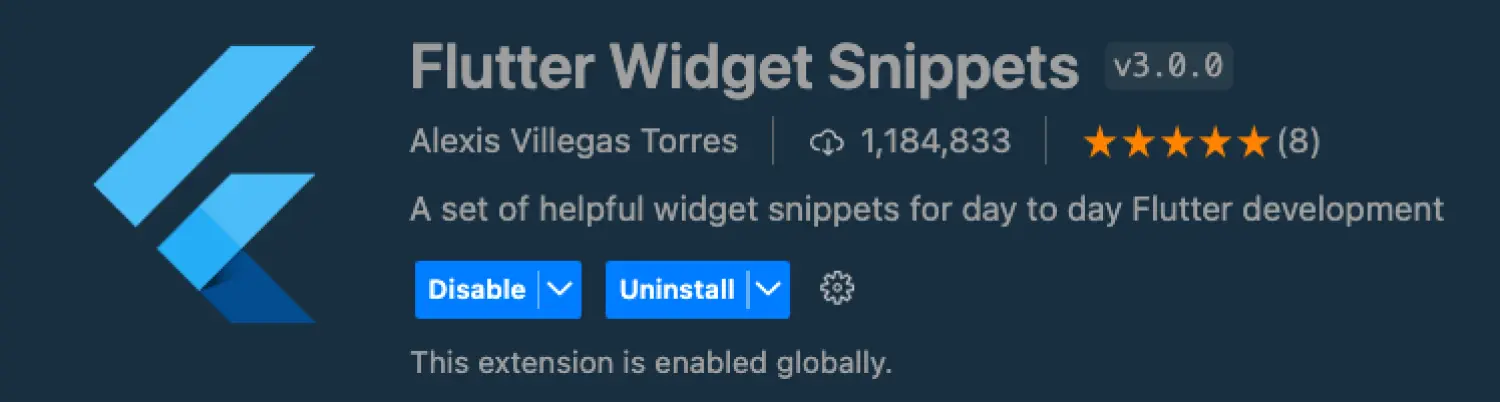 Flutter Widget Snippets v3.0.0
Alexis Villegas Torres 1,184,833 (8)
A set of helpful widget snippets for day to day Flutter development
Disable Uninstall
This extension is enabled globally.